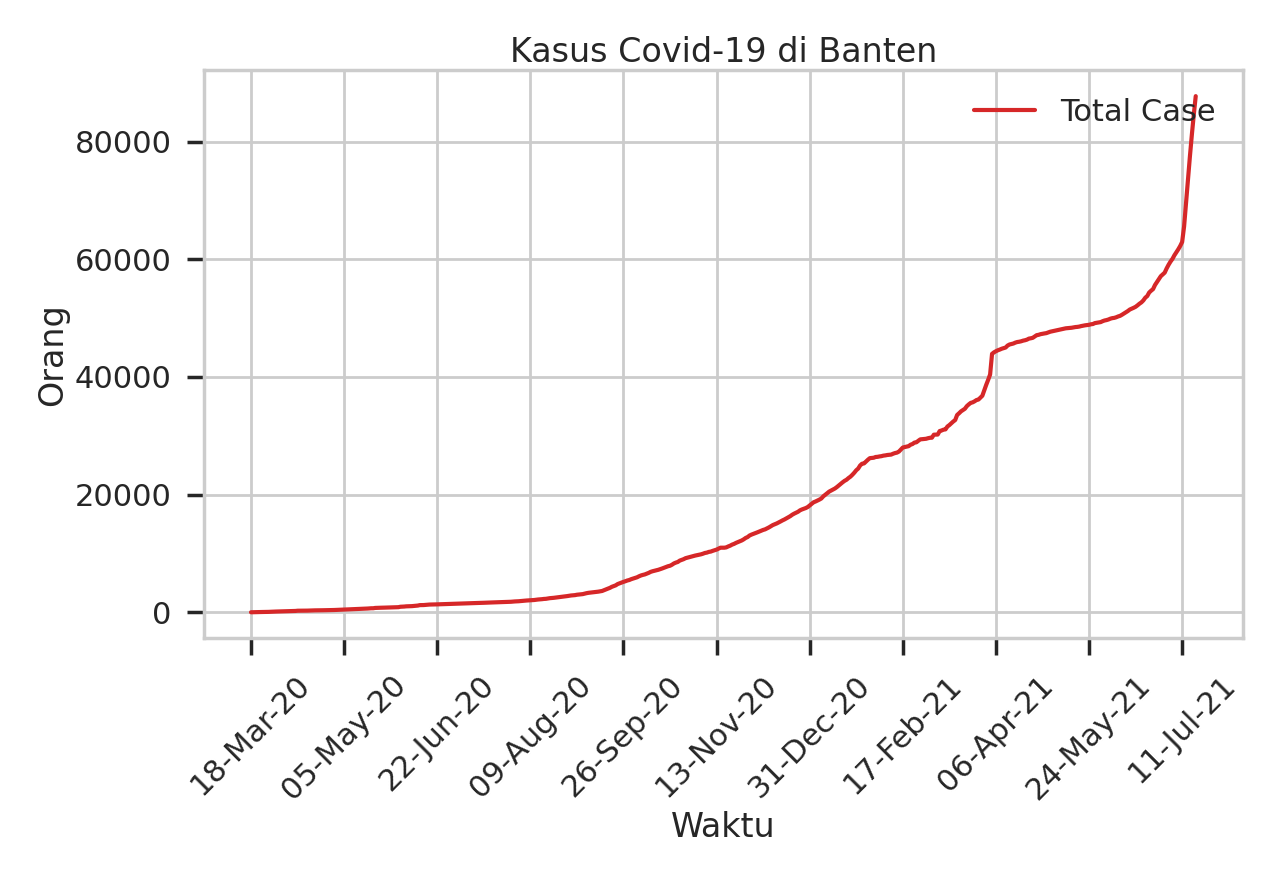 Kasus Covid-19 di Banten
Total Case
80000
60000
40000
20000
0
Orang
18-Mar-20
05-May-20
22-Jun-20
09-Aug-20
26-Sep-20
13-Nov-20
31-Dec-20
17-Feb-21
06-Apr-21
24-May-21
11-Jul-21
Waktu